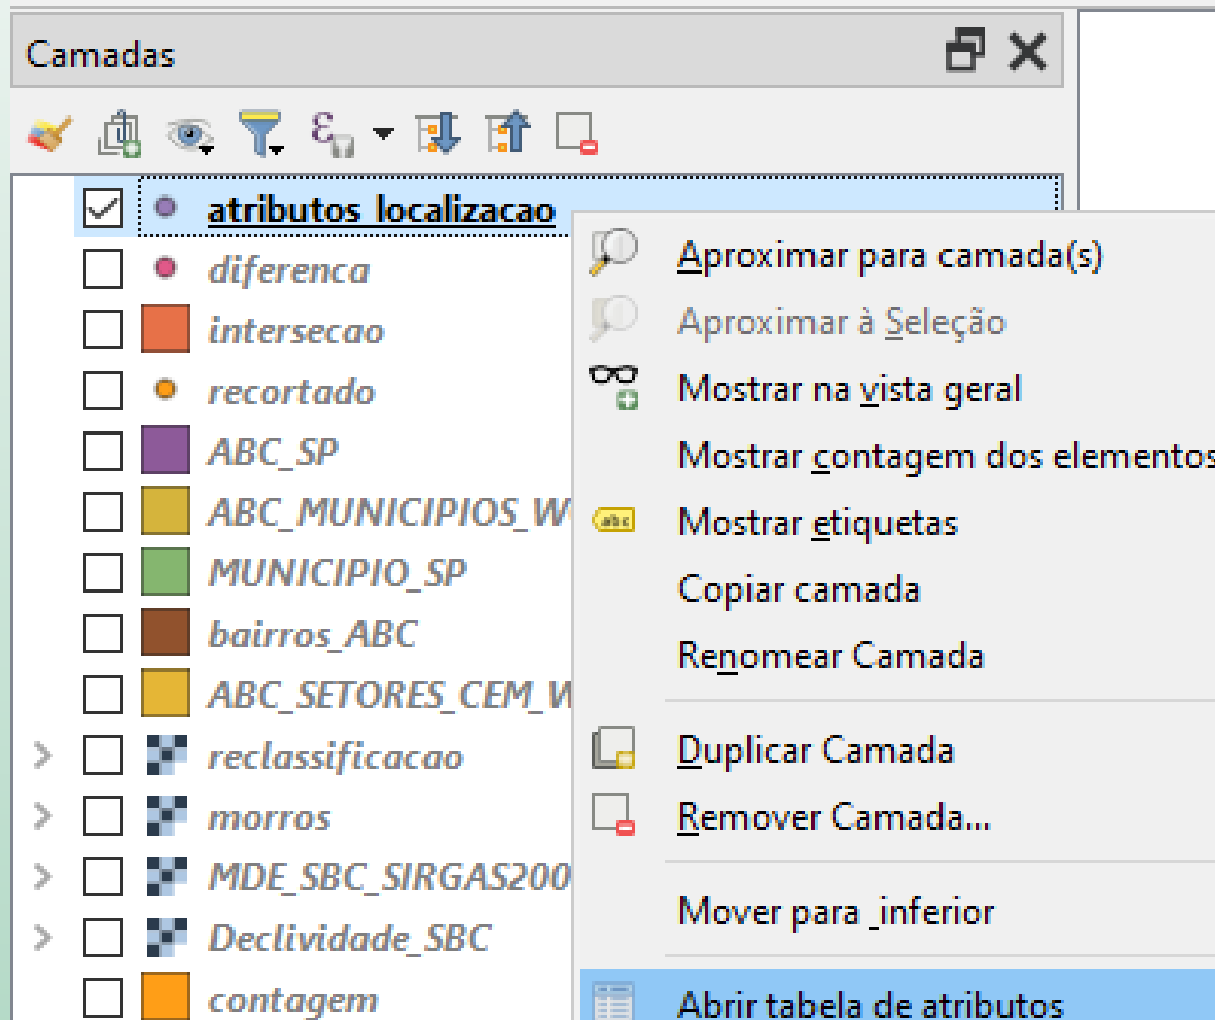 Camadas
atributos_localizacao
diferenca
intersecao
recortado
ABC_SP
ABC_MUNICIPIOS_W
MUNICIPIO_SP
bairros_ABC
ABC_SETORES_CEM_W
reclassificacao
morros
MDE_SBC_SIRGAS200
Declividade_SBC
contagem
Aproximar para camada(s)
Aproximar à Seleção
Mostrar na vista geral
Mostrar contagem dos elementos
abc
Mostrar etiquetas
Copiar camada
Renomear Camada
Duplicar Camada
Remover Camada...
Mover para _inferior
Abrir tabela de atributos